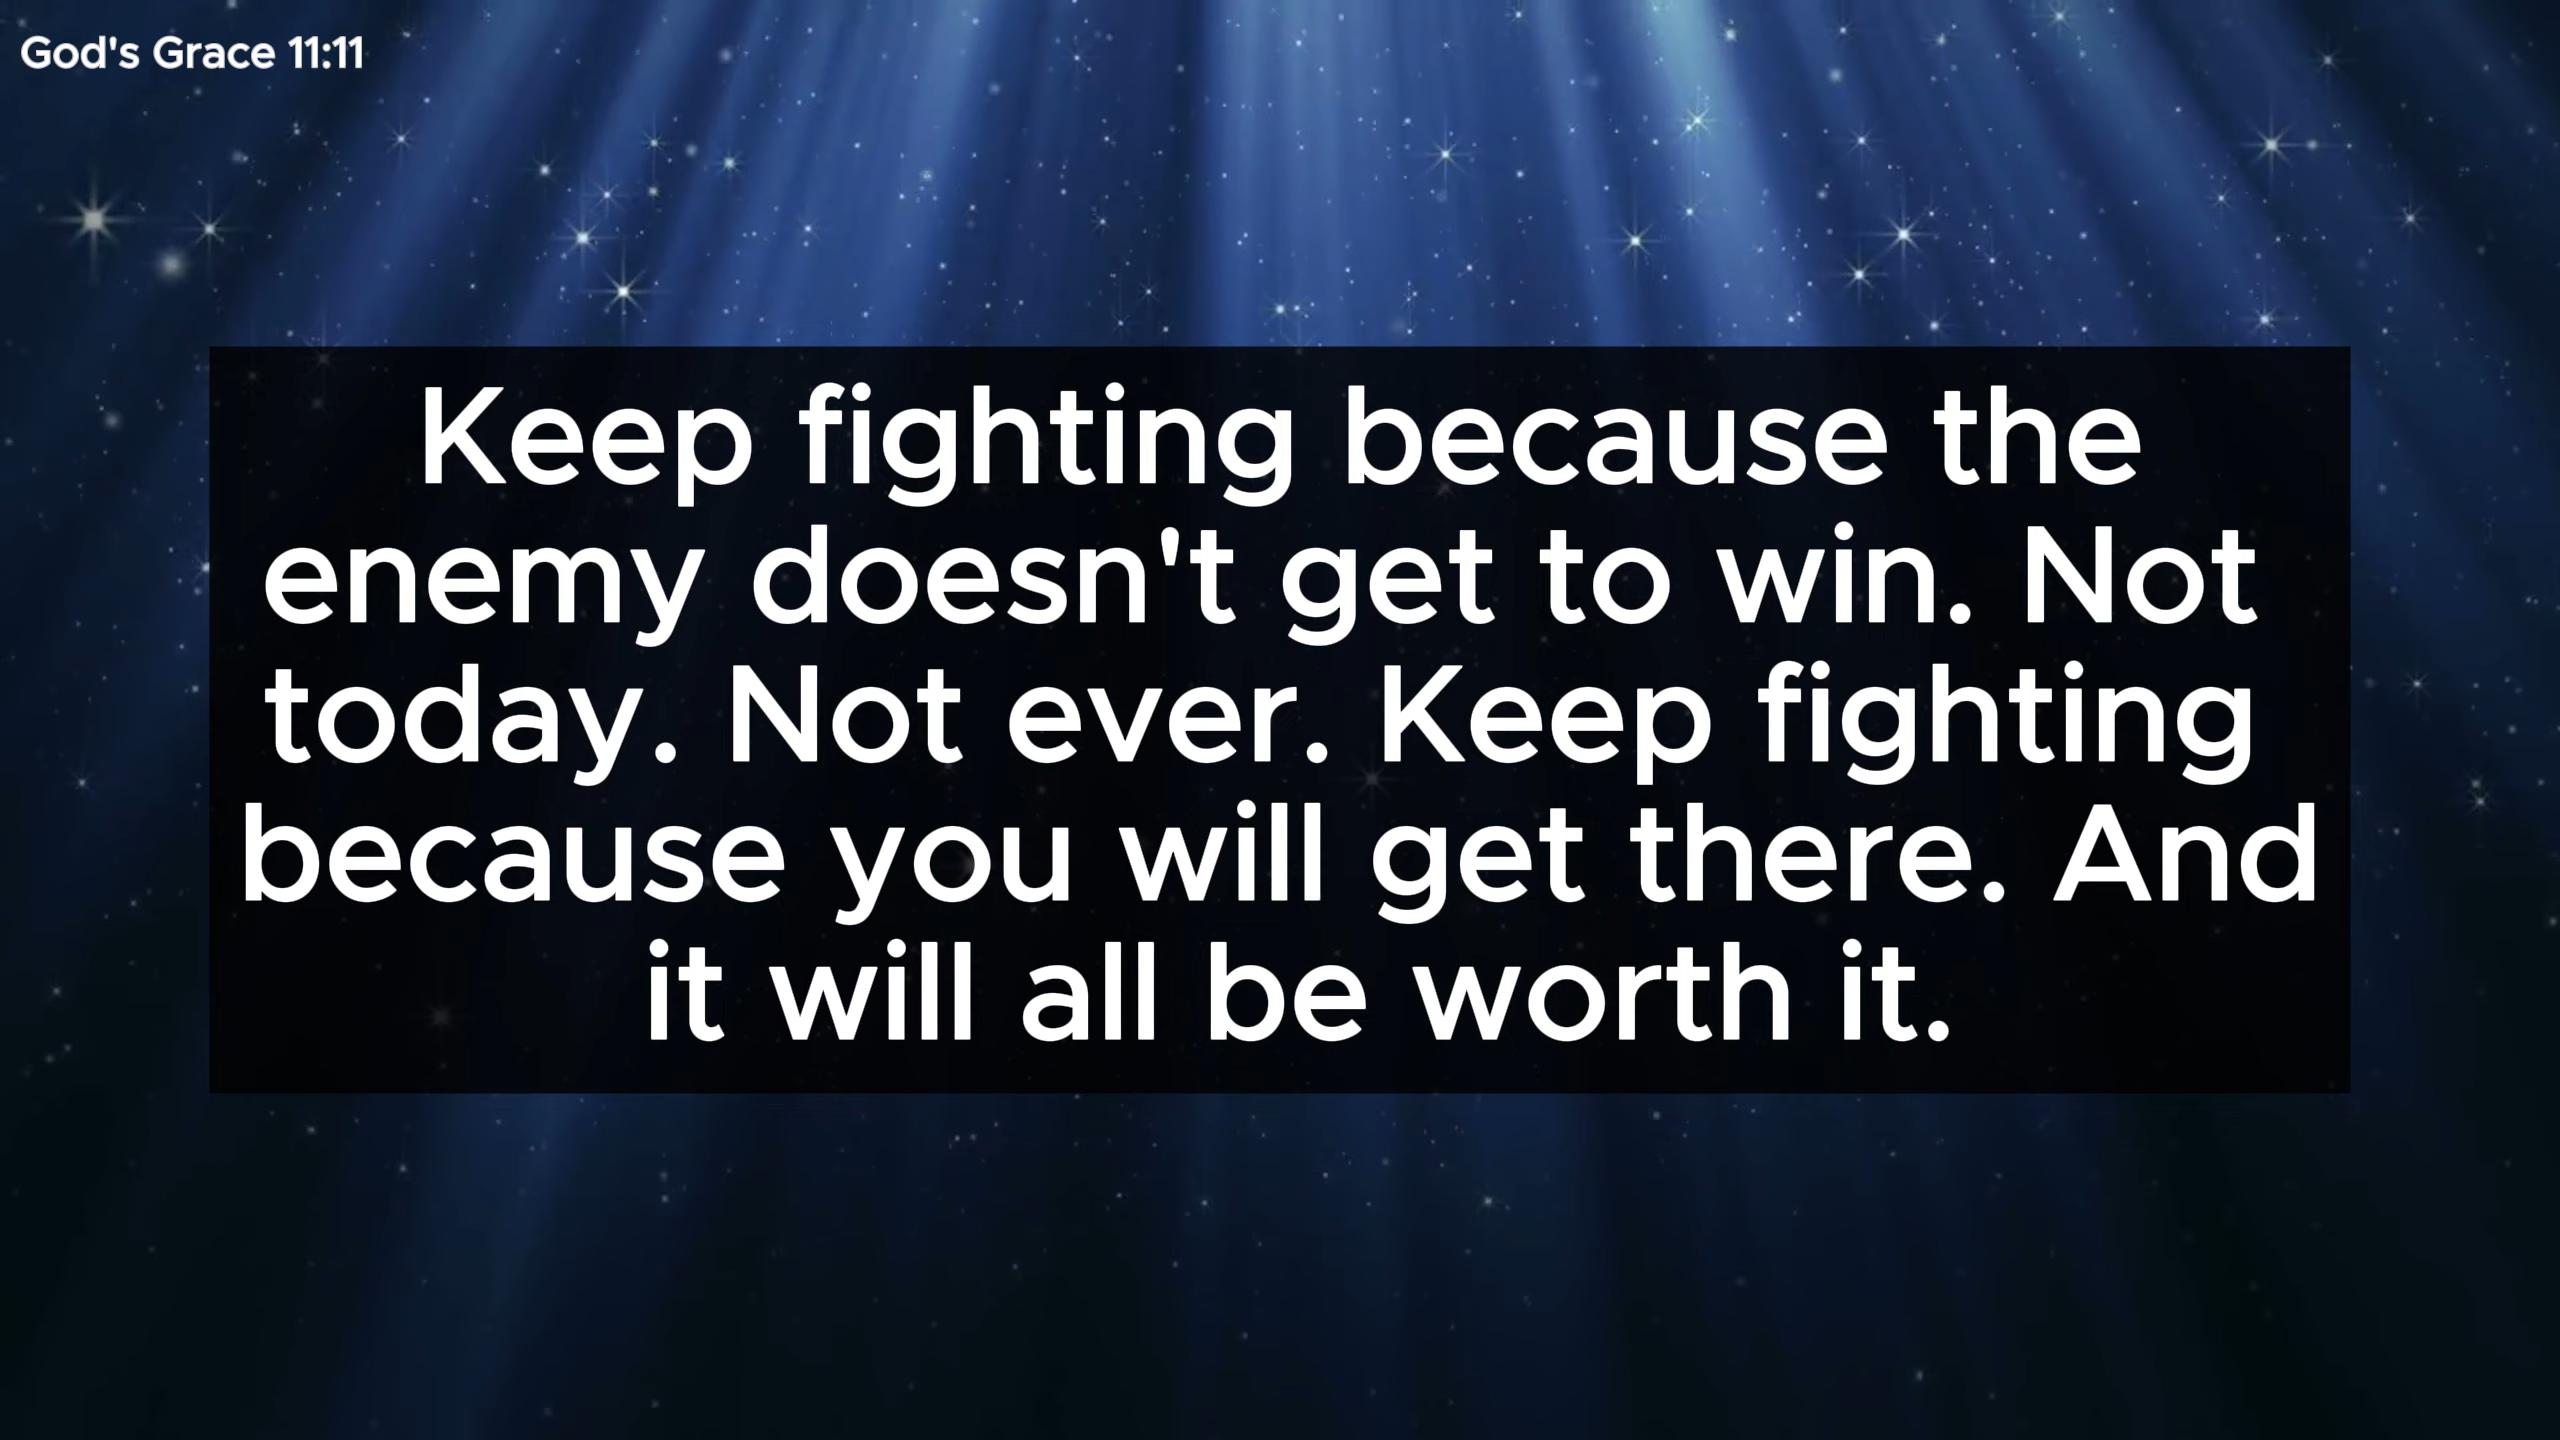 God's Grace 11:11
Keep fighting because the
enemy doesn't get to win. Not
today. Not ever. Keep fighting
because you will get there. And
it will all be worth it.